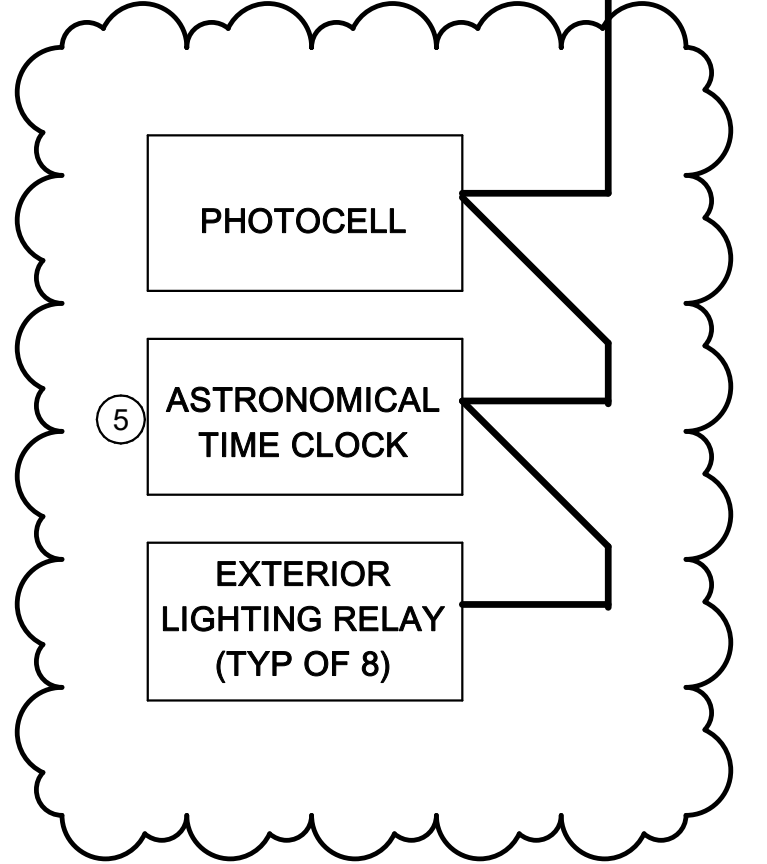 PHOTOCELL
5
ASTRONOMICAL
TIME CLOCK
EXTERIOR
LIGHTING RELAY
(TYP OF 8)